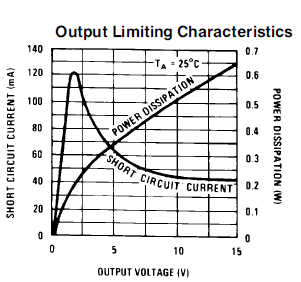 Output Limiting Characteristics
SHORT CIRCUIT CURRENT (mA)
140
120
100
80
60
40
20
0
TA = 25°C
POWER DISSIPATION
SHORT CIRCUIT CURRENT
0.7
0.6
0.5
0.4
0.3
0.2
0.1
0
POWER DISSIPATION (W)
0
5
10
15
OUTPUT VOLTAGE (V)